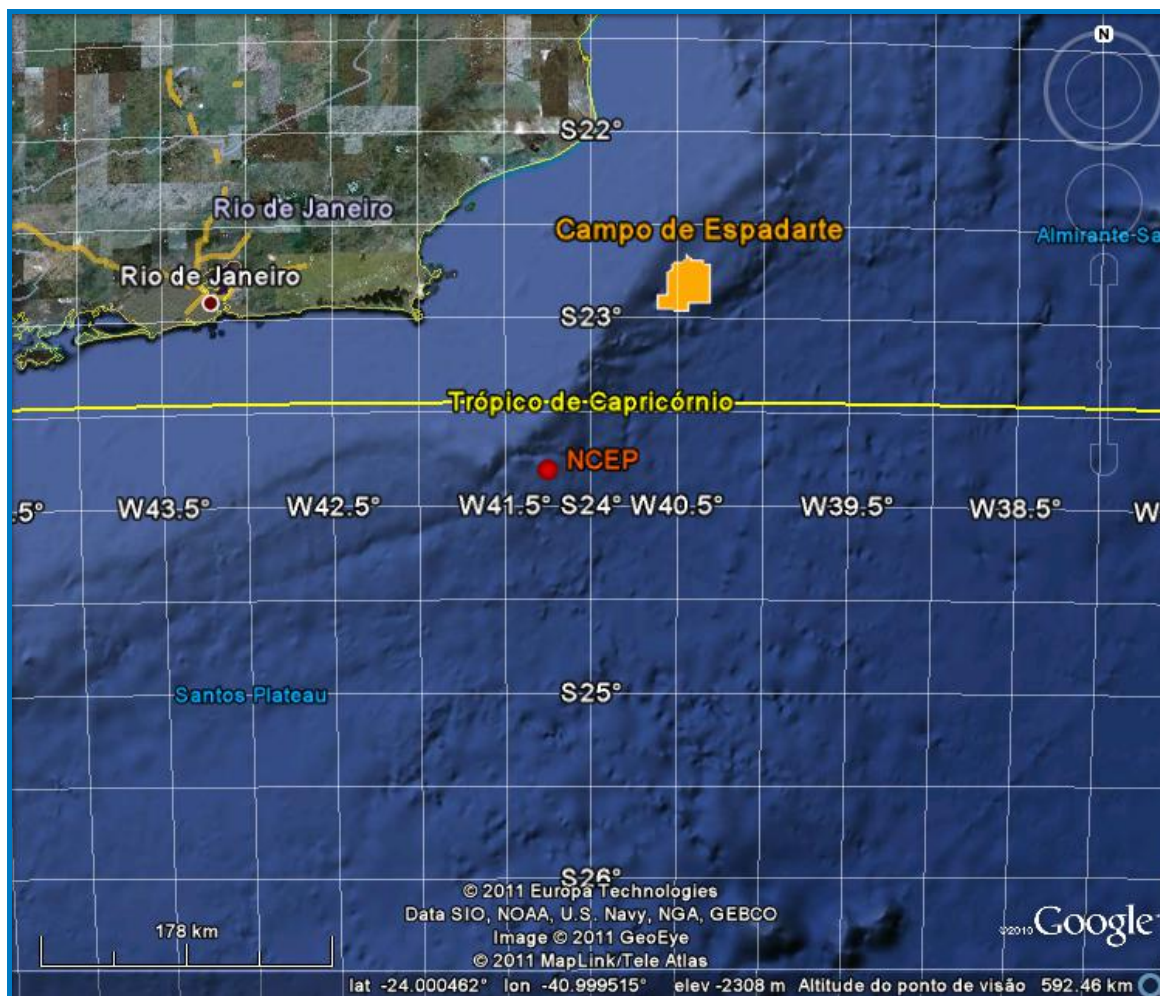 N
S22°
Rio de Janeiro
Campo de Espadarte
Almirante Sa
Rio de Janeiro
S23°
Trópico de Capricórnio
NCEP
.5° W43.5° W42.5° W41.5° S24° W40.5° W39.5° W38.5° W
Santos Plateau
S25°
S26°
© 2011 Europa Technologies
Data SIO, NOAA, U.S. Navy, NGA, GEBCO
Image © 2011 GeoEye
© 2011 MapLink/Tele Atlas
178 km
©2010 Google
lat -24.000462° lon -40.999515° elev -2308 m Altitude do ponto de visão 592.46 km